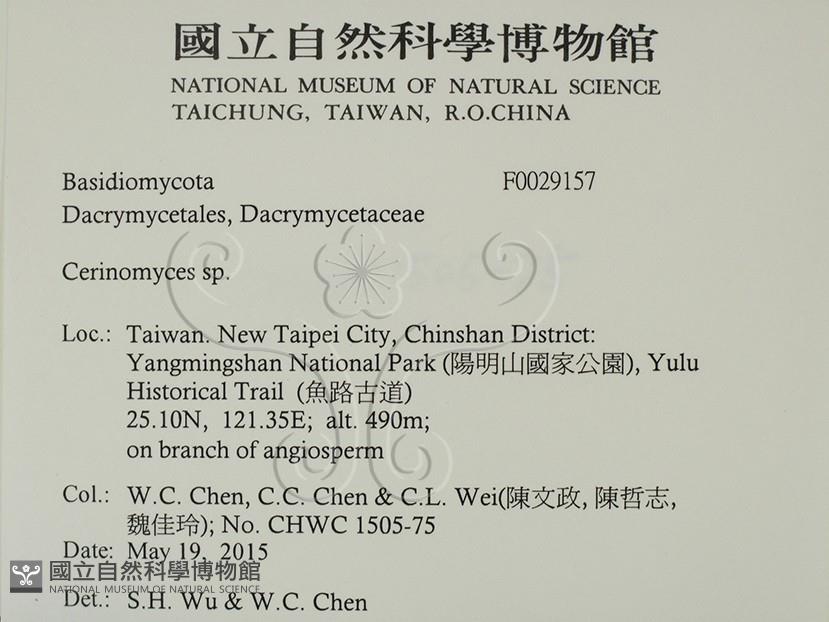 國立自然科學博物館
NATIONAL MUSEUM OF NATURAL SCIENCE
TAICHUNG, TAIWAN, R.O.CHINA
Basidiomycota F0029157
Dacrymycetales, Dacrymycetaceae
Cerinomyces sp.
Loc.: Taiwan. New Taipei City, Chinshan District:
Yangmingshan National Park (陽明山國家公園), Yulu
Historical Trail (魚路古道)
25.10N, 121.35E; alt. 490m;
on branch of angiosperm
Col.: W.C. Chen, C.C. Chen & C.L. Wei(陳文政, 陳哲志,
魏佳玲); No. CHWC 1505-75
Date: May 19, 2015
國立自然科學博物館
NATIONAL MUSEUM OF NATURAL SCIENCE
Det.: S.H. Wu & W.C. Chen